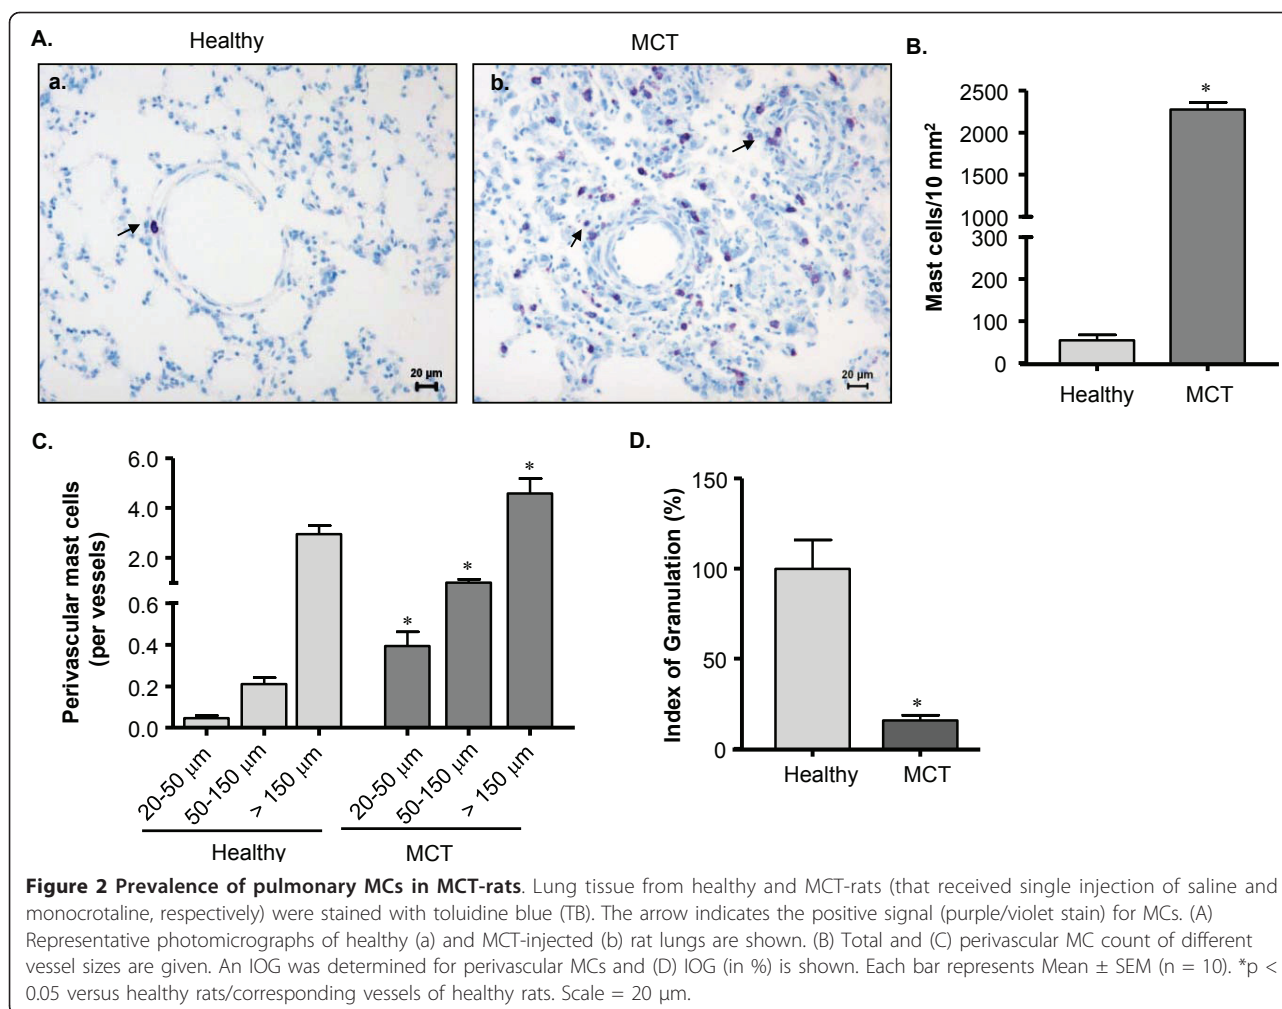 A.
Healthy
MCT
a.
20 µm
b.
20 µm
B.
Mast cells/10 mm²
2500
2000
1500
1000
300
200
100
0
Healthy
MCT
*
C.
Perivascular mast cells
(per vessels)
6.0
4.0
2.0
0.6
0.4
0.2
0.0
*
*
*
20-50 µm
50-150 µm
> 150 µm
20-50 µm
50-150 µm
> 150 µm
Healthy
MCT
D.
Index of Granulation (%)
150
100
50
0
*
Healthy
MCT
Figure 2 Prevalence of pulmonary MCs in MCT-rats. Lung tissue from healthy and MCT-rats (that received single injection of saline and
monocrotaline, respectively) were stained with toluidine blue (TB). The arrow indicates the positive signal (purple/violet stain) for MCs. (A)
Representative photomicrographs of healthy (a) and MCT-injected (b) rat lungs are shown. (B) Total and (C) perivascular MC count of different
vessel sizes are given. An IOG was determined for perivascular MCs and (D) IOG (in %) is shown. Each bar represents Mean ± SEM (n = 10). *p <
0.05 versus healthy rats/corresponding vessels of healthy rats. Scale = 20 µm.